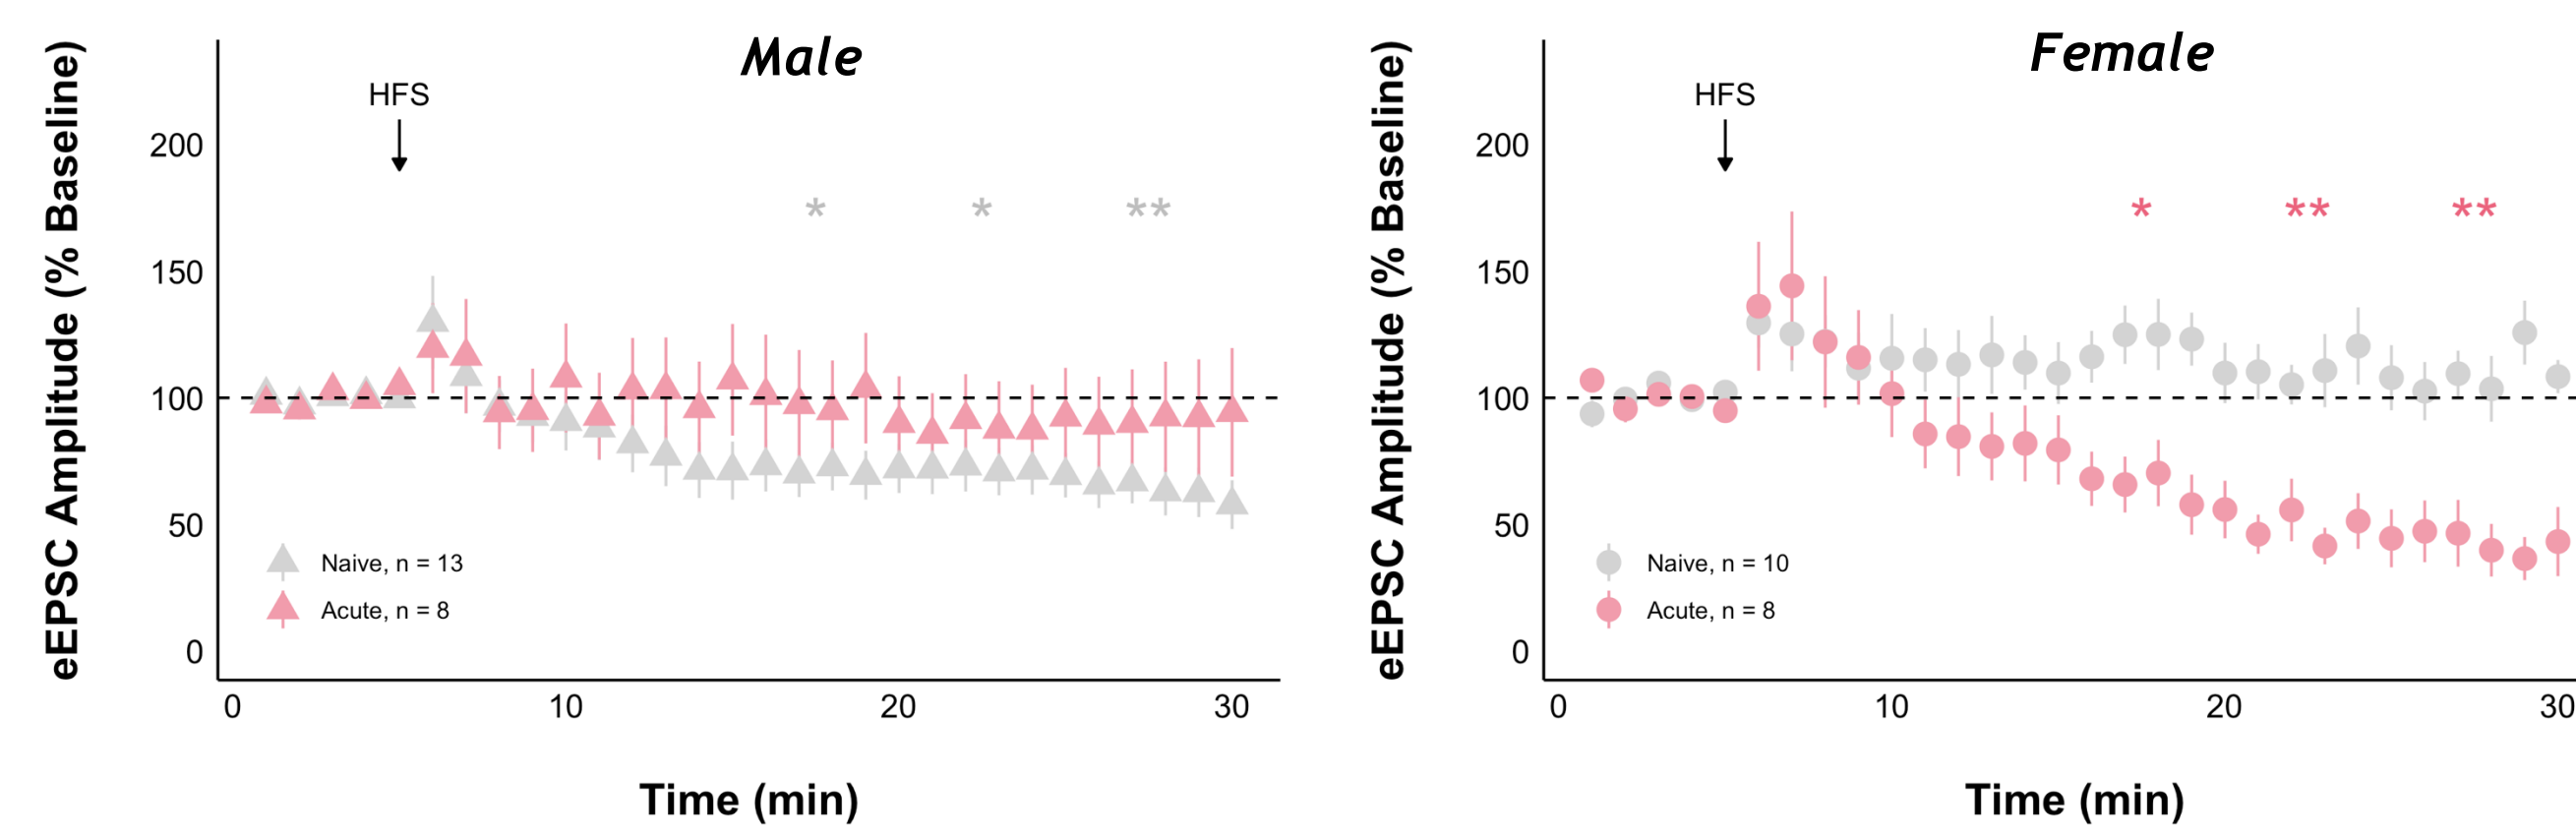 Male
eEPSC Amplitude (% Baseline)
HFS
200
150
100
50
0
* * **
Naive, n = 13
Acute, n = 8
0 10 20 30
Time (min)
Female
eEPSC Amplitude (% Baseline)
HFS
200
150
100
50
0
* ** **
Naive, n = 10
Acute, n = 8
0 10 20 30
Time (min)